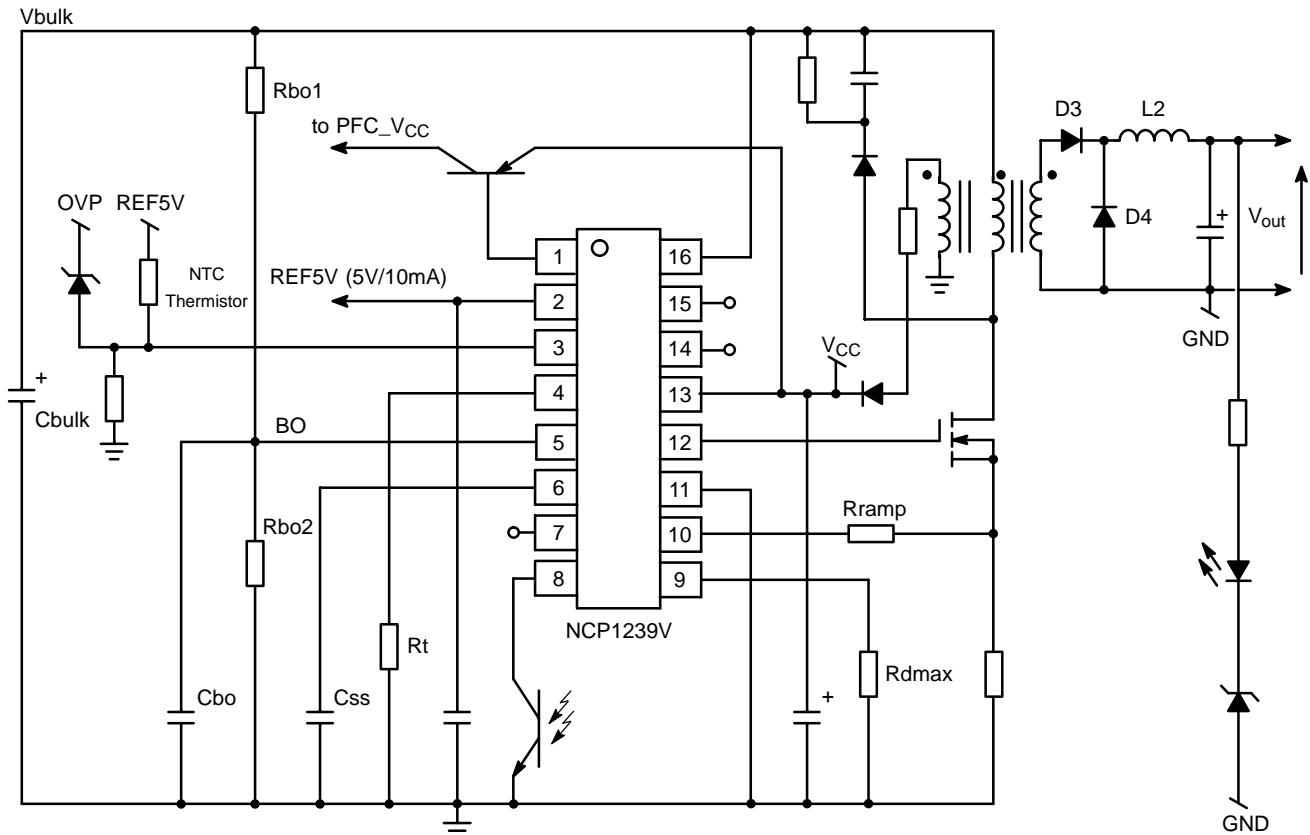 Vbulk
Rbo1
to PFC_VCC
D3
L2
OVP
REF5V
D4
Vout
NTC
Thermistor
REF5V (5V/10mA)
1
16
2
15
3
14
GND
VCC
4
13
+
Cbulk
BO
5
12
6
11
Rramp
Rbo2
7
10
8
9
NCP1239V
Rt
Rdmax
Cbo
Css
+
+
GND